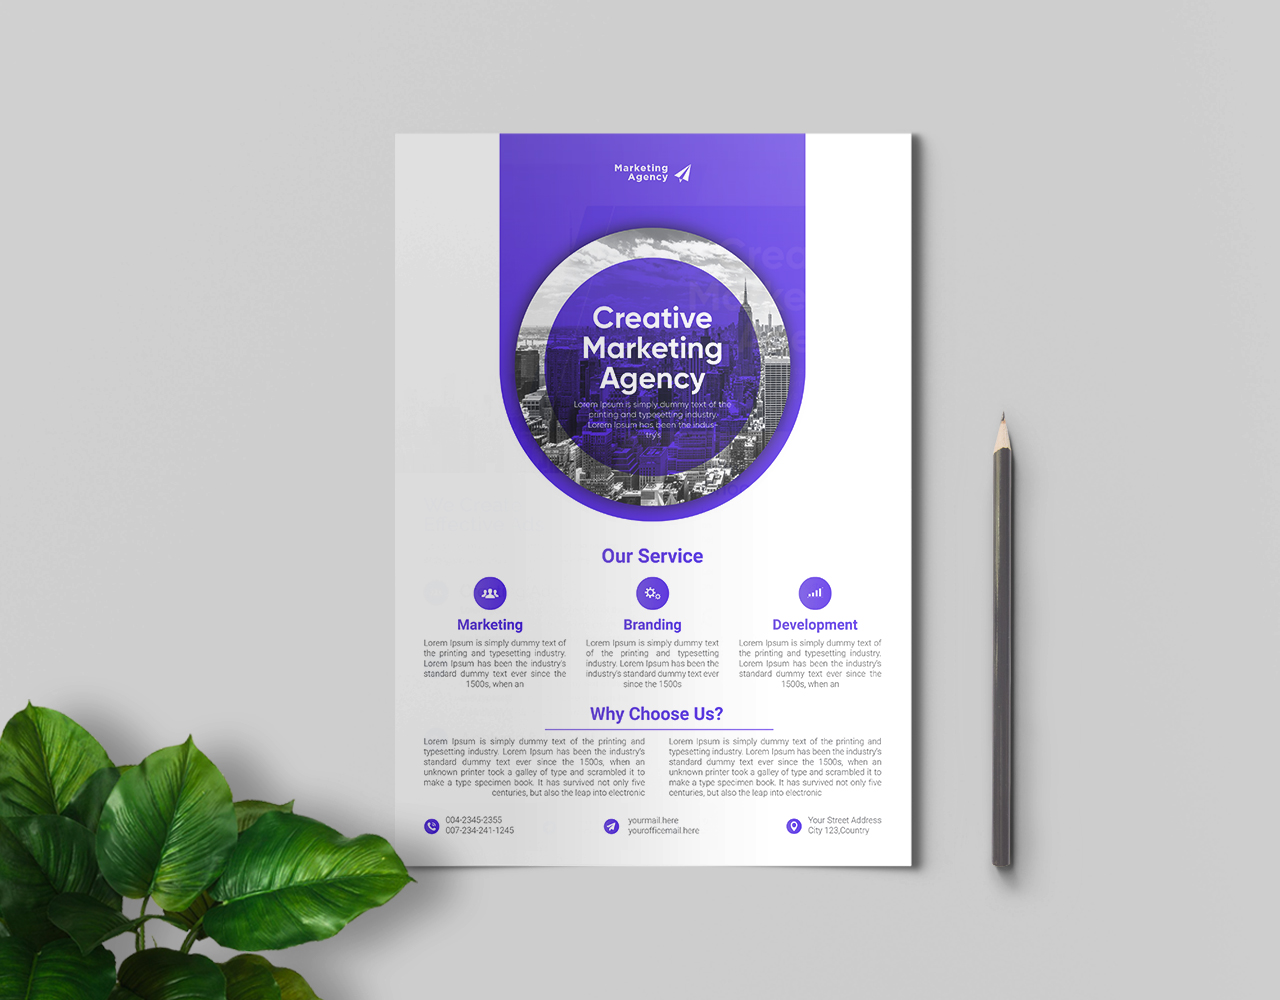 Marketing
Agency
Creative
Marketing
Agency
Lorem Ipsum is simply dummy text of the
printing and typesetting industry.
Lorem Ipsum has been the indus-
try's
Our Service
Marketing
Lorem Ipsum is simply dummy text of
the printing and typesetting industry.
Lorem Ipsum has been the industry's
standard dummy text ever since the
1500s, when an
Branding
Lorem Ipsum is simply dummy text
of the printing and typesetting
industry. Lorem Ipsum has been the
industry's standard dummy text ever
since the 1500s
Development
Lorem Ipsum is simply dummy text of
the printing and typesetting industry.
Lorem Ipsum has been the industry's
standard dummy text ever since the
1500s, when an
Why Choose Us?
Lorem Ipsum is simply dummy text of the printing and
typesetting industry. Lorem Ipsum has been the industry's
standard dummy text ever since the 1500s, when an
unknown printer took a galley of type and scrambled it to
make a type specimen book. It has survived not only five
centuries, but also the leap into electronic
Lorem Ipsum is simply dummy text of the printing and
typesetting industry. Lorem Ipsum has been the industry's
standard dummy text ever since the 1500s, when an
unknown printer took a galley of type and scrambled it to
make a type specimen book. It has survived not only five
centuries, but also the leap into electronic
004-2345-2355
007-234-241-1245
yourmail.here
yourofficemail.here
Your Street Address
City 123,Country